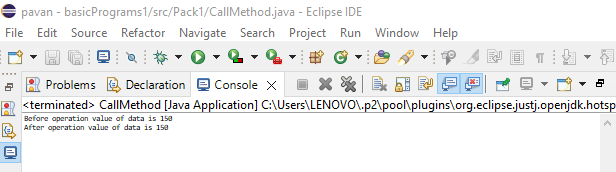 pavan - basicPrograms1/src/Pack1/CallMethod.java - Eclipse IDE
File Edit Source Refactor Navigate Search Project Run Window Help
Problems Declaration Console
<terminated> CallMethod [Java Application] C:\Users\LENOVO\.p2\pool\plugins\org.eclipse.justj.openjdk.hotsp
Before operation value of data is 150
After operation value of data is 150